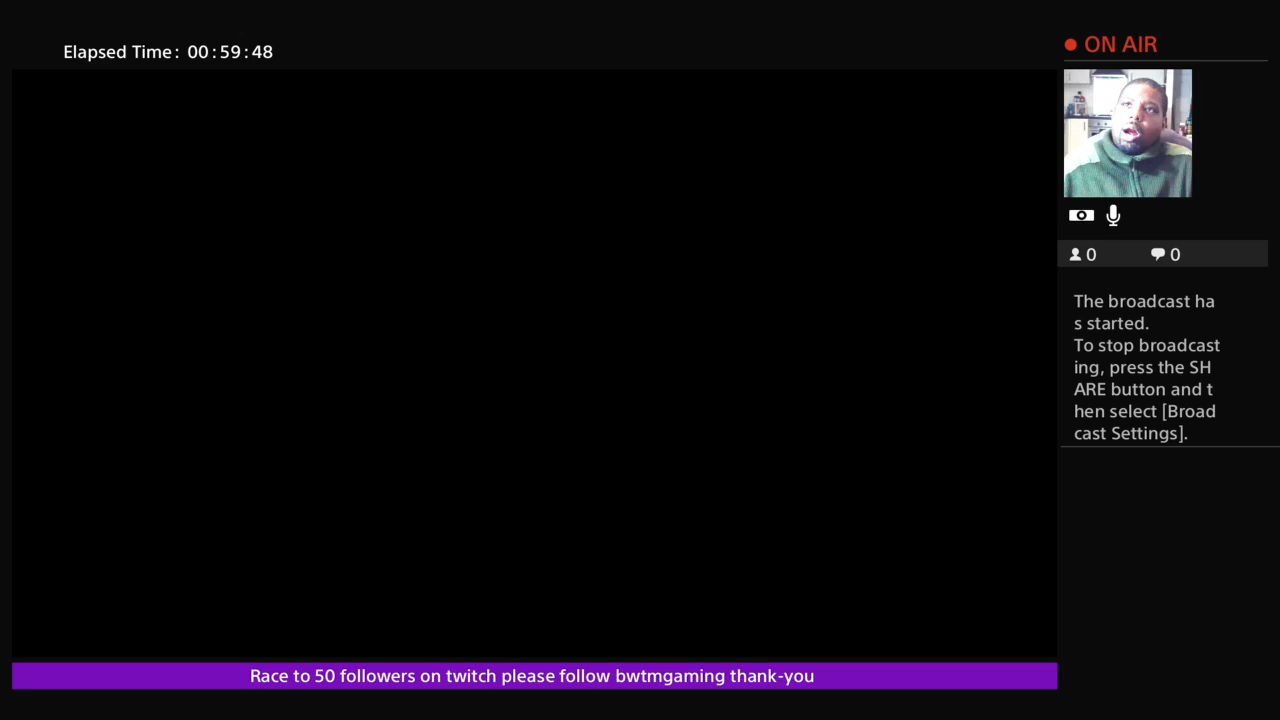 Elapsed Time: 00:59:48
ON AIR
0 0
The broadcast ha
s started.
To stop broadcast
ing, press the SH
ARE button and t
hen select [Broad
cast Settings].
Race to 50 followers on twitch please follow bwtmgaming thank-you